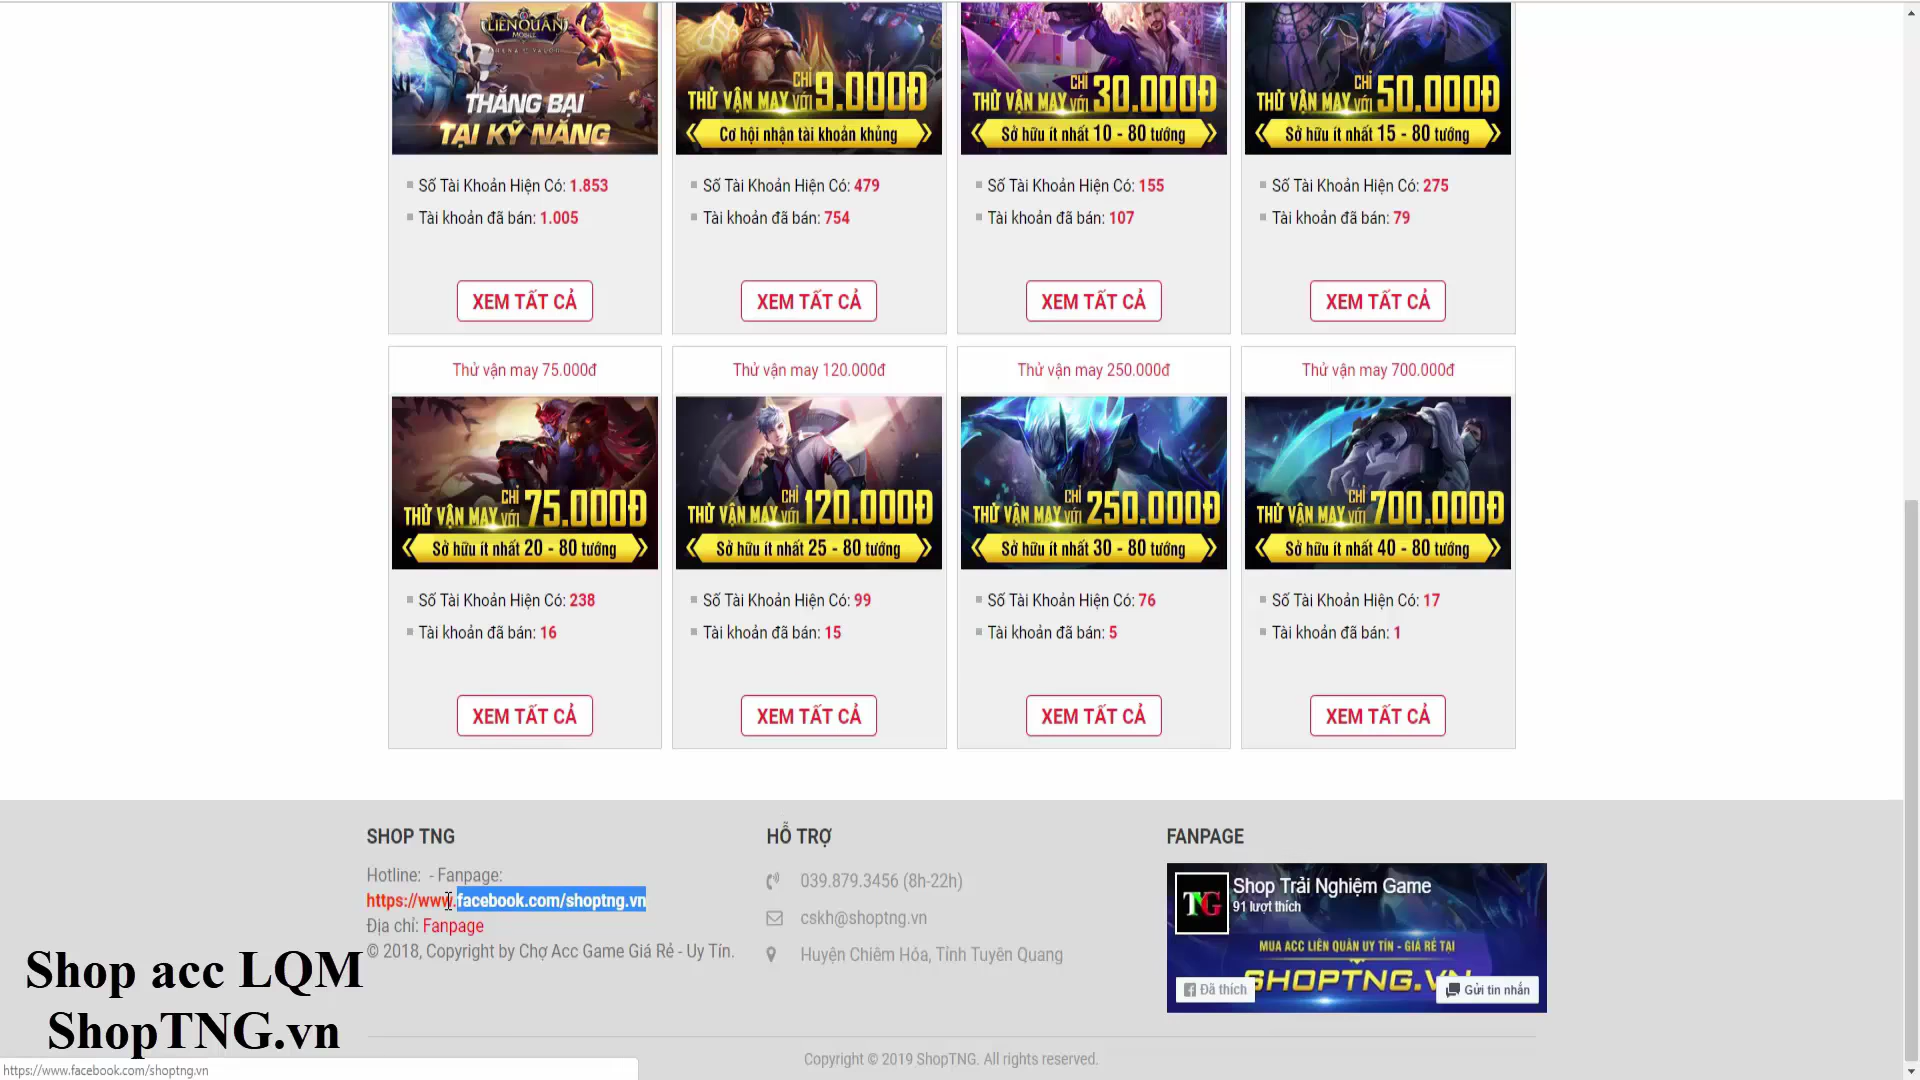 LIÊN QUÂN
MOBILE
ARENA OF VALOR
THẮNG BẠI
TẠI KỸ NĂNG
CHỈ
THỬ VẬN MAY VỚI 9.000Đ
Cơ hội nhận tài khoản khủng
CHỈ
THỬ VẬN MAY VỚI 30.000Đ
Sở hữu ít nhất 10 - 80 tướng
CHỈ
THỬ VẬN MAY VỚI 50.000Đ
Sở hữu ít nhất 15 - 80 tướng
Số Tài Khoản Hiện Có: 1.853
Tài khoản đã bán: 1.005
Số Tài Khoản Hiện Có: 479
Tài khoản đã bán: 754
Số Tài Khoản Hiện Có: 155
Tài khoản đã bán: 107
Số Tài Khoản Hiện Có: 275
Tài khoản đã bán: 79
XEM TẤT CẢ
XEM TẤT CẢ
XEM TẤT CẢ
XEM TẤT CẢ
Thử vận may 75.000đ
Thử vận may 120.000đ
Thử vận may 250.000đ
Thử vận may 700.000đ
CHỈ
THỬ VẬN MAY VỚI 75.000Đ
Sở hữu ít nhất 20 - 80 tướng
CHỈ
THỬ VẬN MAY VỚI 120.000Đ
Sở hữu ít nhất 25 - 80 tướng
CHỈ
THỬ VẬN MAY VỚI 250.000Đ
Sở hữu ít nhất 30 - 80 tướng
CHỈ
THỬ VẬN MAY VỚI 700.000Đ
Sở hữu ít nhất 40 - 80 tướng
Số Tài Khoản Hiện Có: 238
Tài khoản đã bán: 16
Số Tài Khoản Hiện Có: 99
Tài khoản đã bán: 15
Số Tài Khoản Hiện Có: 76
Tài khoản đã bán: 5
Số Tài Khoản Hiện Có: 17
Tài khoản đã bán: 1
XEM TẤT CẢ
XEM TẤT CẢ
XEM TẤT CẢ
XEM TẤT CẢ
SHOP TNG
Hotline: - Fanpage:
https://www.facebook.com/shoptng.vn
Địa chỉ: Fanpage
© 2018, Copyright by Chợ Acc Game Giá Rẻ - Uy Tín.
HỖ TRỢ
039.879.3456 (8h-22h)
cskh@shoptng.vn
Huyện Chiêm Hóa, Tỉnh Tuyên Quang
FANPAGE
TNG
Shop Trải Nghiệm Game
91 lượt thích
MUA ACC LIÊN QUÂN UY TÍN - GIÁ RẺ TẠI
SHOPTNG.VN
Đã thích
Gửi tin nhắn
Shop acc LQM
ShopTNG.vn
Copyright © 2019 ShopTNG. All rights reserved.
https://www.facebook.com/shoptng.vn